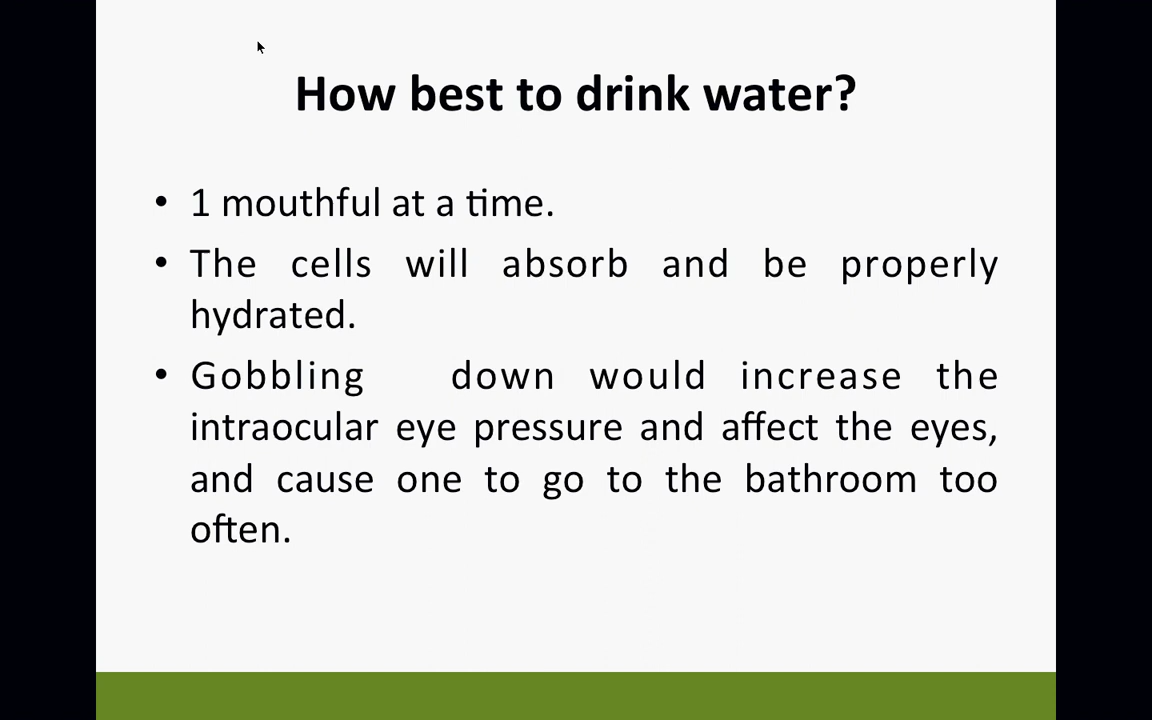 How best to drink water?
• 1 mouthful at a time.
• The cells will absorb and be properly
hydrated.
• Gobbling down would increase the
intraocular eye pressure and affect the eyes,
and cause one to go to the bathroom too
often.